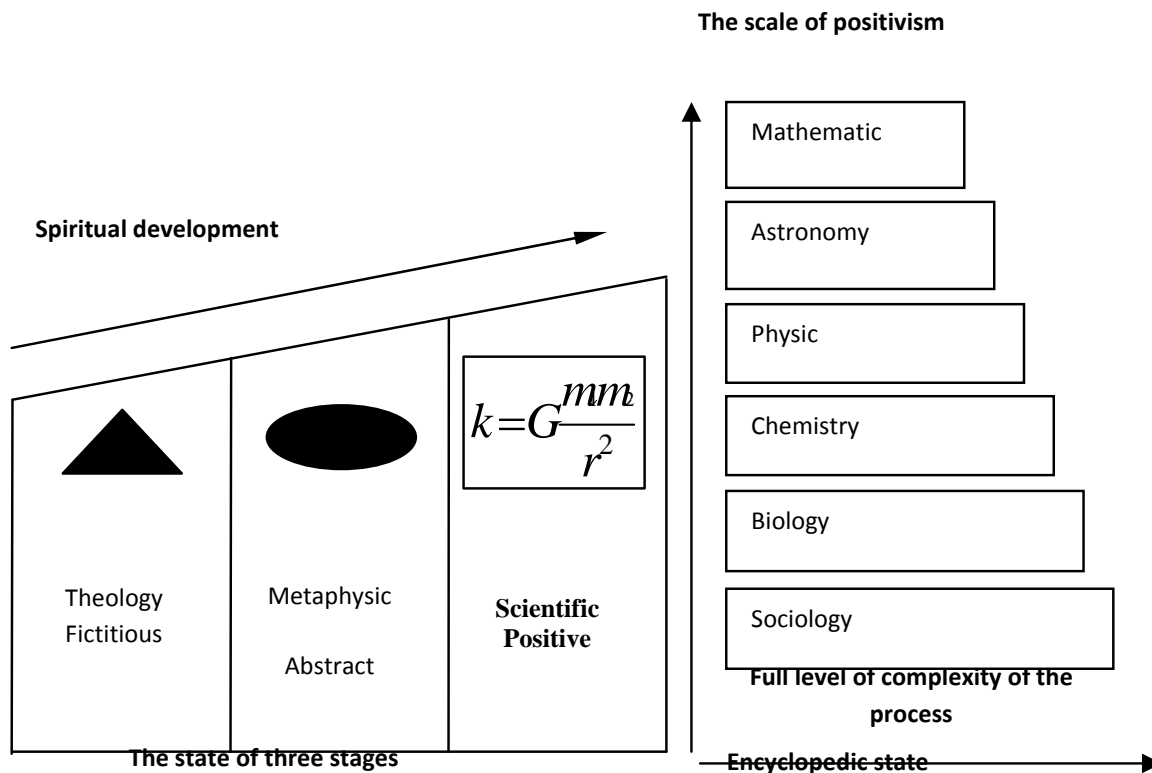 The scale of positivism
Spiritual development
k=G m1m2
r2
Theology
Fictitious
Metaphysic
Abstract
Scientific
Positive
The state of three stages
Mathematic
Astronomy
Physic
Chemistry
Biology
Sociology
Full level of complexity of the
process
Encyclopedic state